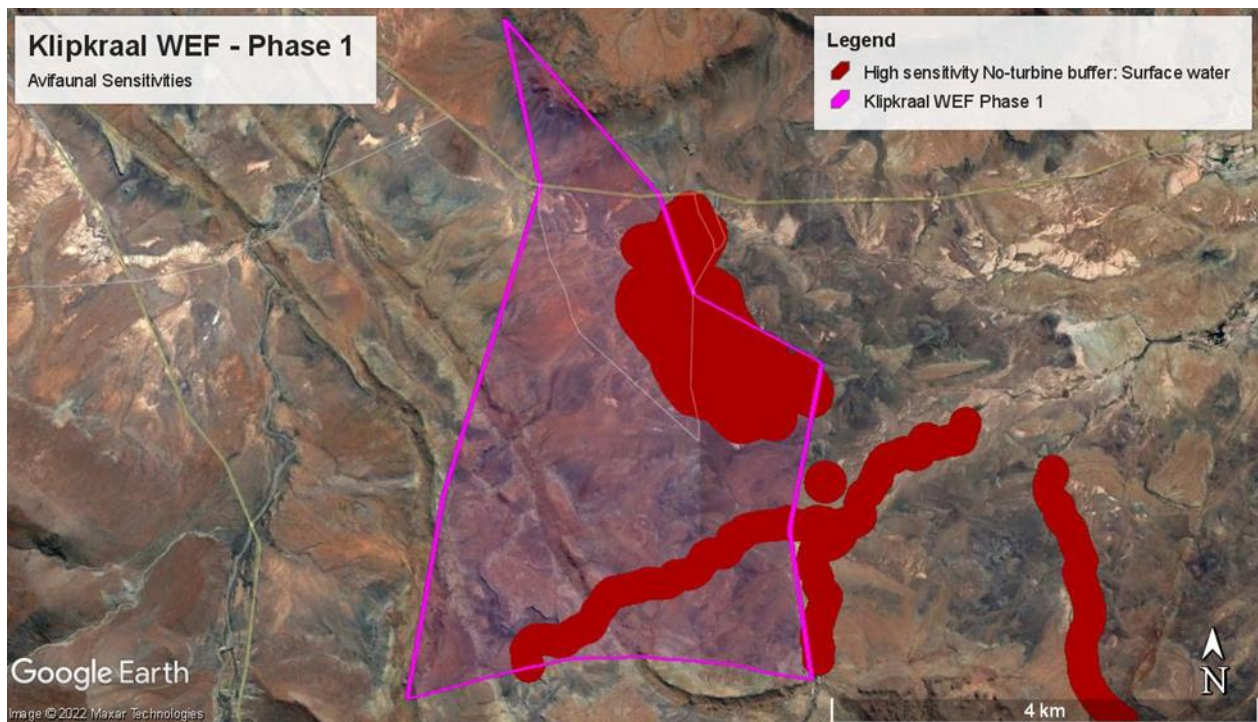 Klipkraal WEF - Phase 1
Avifaunal Sensitivities
Legend
High sensitivity No-turbine buffer: Surface water
Klipkraal WEF Phase 1
Google Earth
Image © 2022 Maxar Technologies
4 km
N